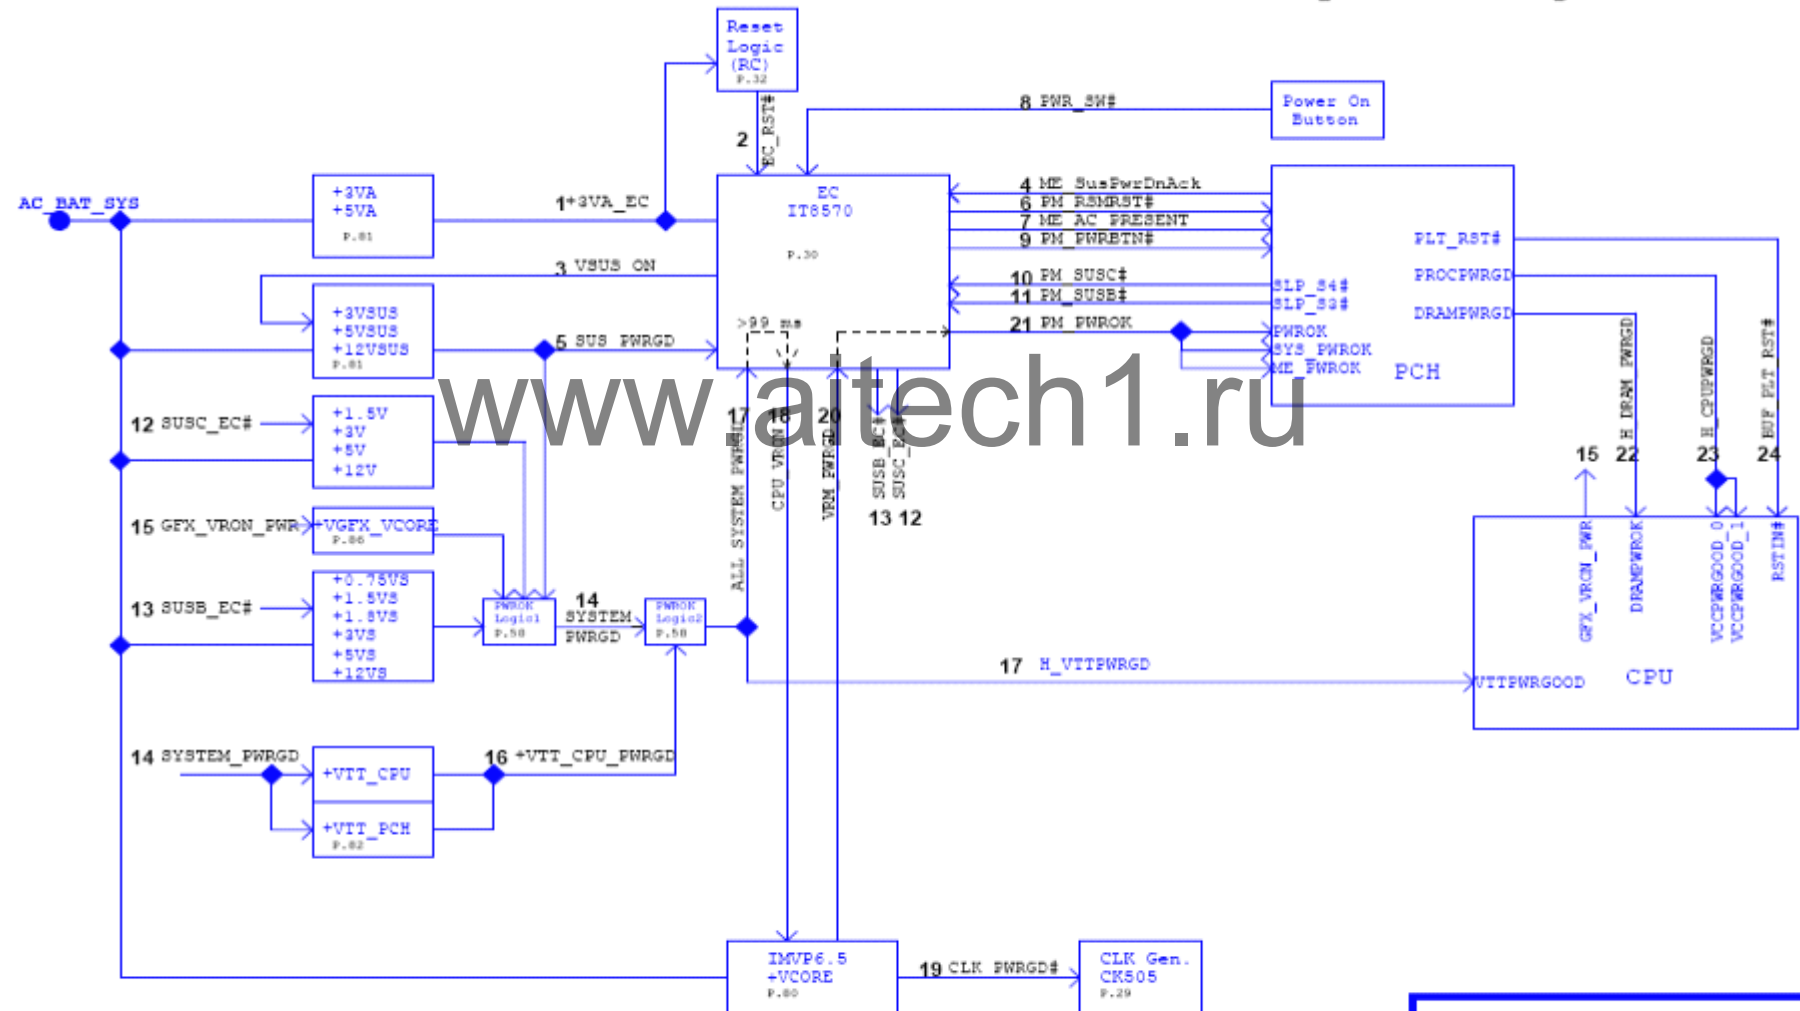 Reset
Logic
(RC)
P.32
2
EC_RST#
8 PWR_SW#
Power On
Button
AC_BAT_SYS
+3VA
+5VA
P.81
1 +3VA_EC
EC
IT8570
P.30
4 ME_SusPwrDnAck
6 PM_RSMRST#
7 ME_AC_PRESENT
9 PM_PWRBTN#
10 PM_SUSC#
11 PM_SUSB#
21 PM_PWROK
SLP_S4#
SLP_S3#
PWROK
SYS_PWROK
ME_PWROK
PCH
PLT_RST#
PROCPWRGD
DRAMPWRGD
3 VSUS_ON
+3VSUS
+5VSUS
+12VSUS
P.81
5 SUS_PWRGD
>99 ms
www.aitech1.ru
12 SUSC_EC#
+1.5V
+3V
+5V
+12V
17
ALL SYSTEM PWRGD
18
CPU_VRON
20
VRM_PWRGD
SUSB_EC#
SUSC_EC#
13 12
15
22
H_DRAM_PWRGD
23
H_CPUPWRGD
24
BUF_PLT_RST#
15 GFX_VRON_PWR
+VGFX_VCORE
P.86
13 SUSB_EC#
+0.75VS
+1.5VS
+1.8VS
+3VS
+5VS
+12VS
PWROK
Logic1
P.58
14
SYSTEM
PWRGD
PWROK
Logic2
P.58
17 H_VTTPWRGD
GFX_VRON_PWR
DRAMPWROK
VCCPWRGOOD_0
VCCPWRGOOD_1
RSTIN#
VTTPWRGOOD
CPU
14 SYSTEM_PWRGD
+VTT_CPU
+VTT_PCH
P.82
16 +VTT_CPU_PWRGD
IMVP6.5
+VCORE
P.80
19 CLK_PWRGD#
CLK Gen.
CK505
P.29